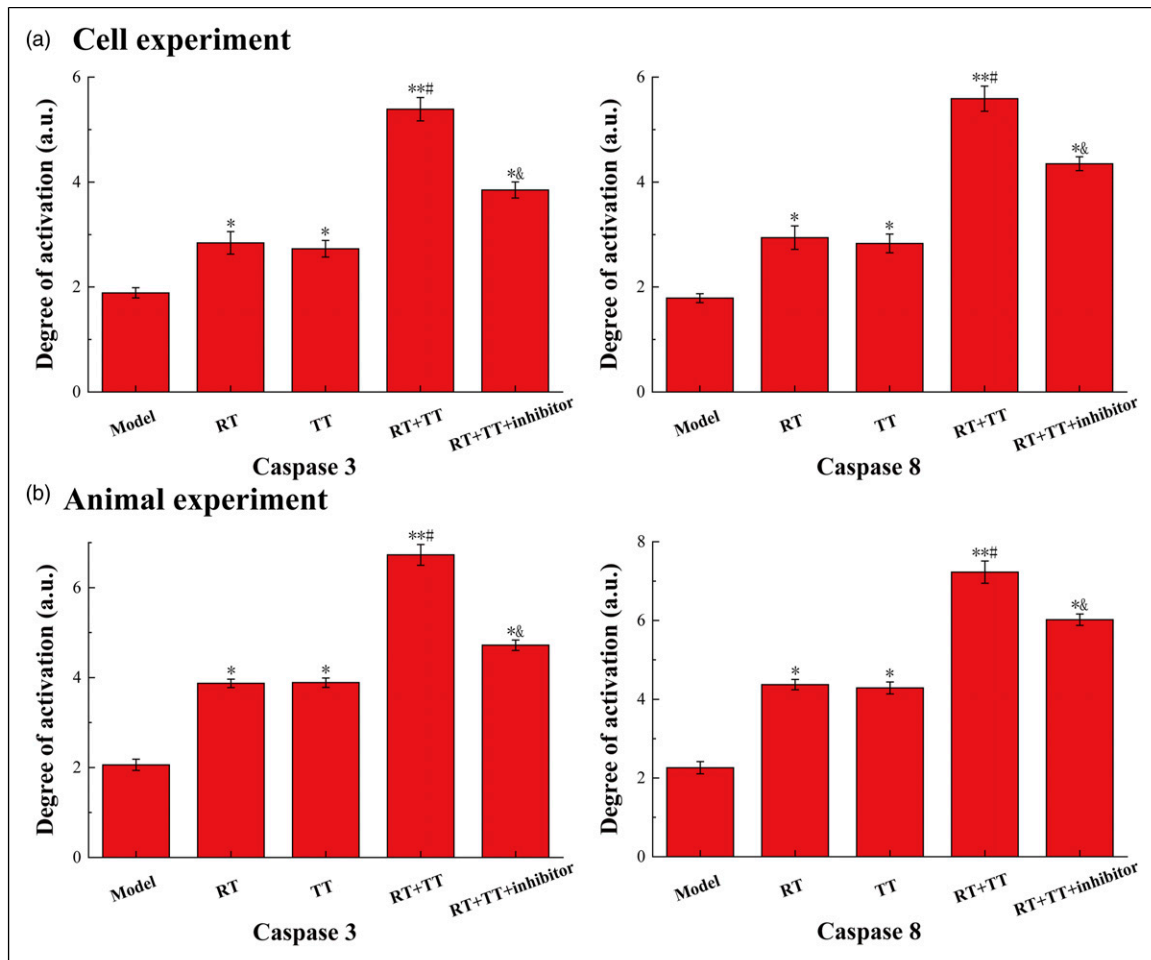 (a) Cell experiment
Degree of activation (a.u.)
6
4
2
0
*
*
**#
*&
Model
RT
TT
RT+TT
RT+TT+inhibitor
Caspase 3
Degree of activation (a.u.)
6
4
2
0
*
*
**#
*&
Model
RT
TT
RT+TT
RT+TT+inhibitor
Caspase 8
(b) Animal experiment
Degree of activation (a.u.)
6
4
2
0
*
*
**#
*&
Model
RT
TT
RT+TT
RT+TT+inhibitor
Caspase 3
Degree of activation (a.u.)
8
6
4
2
0
*
*
**#
*&
Model
RT
TT
RT+TT
RT+TT+inhibitor
Caspase 8